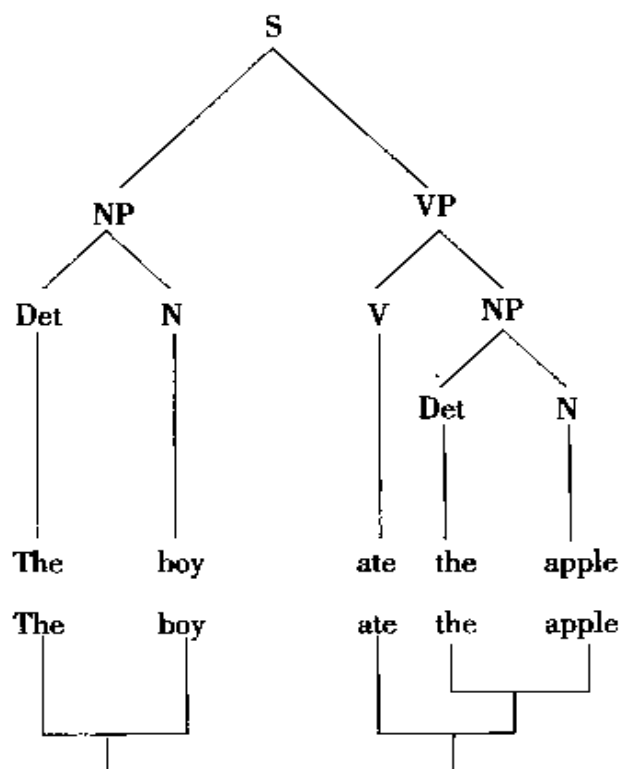 S
NP VP
Det N V NP
Det N
The boy ate the apple
The boy ate the apple